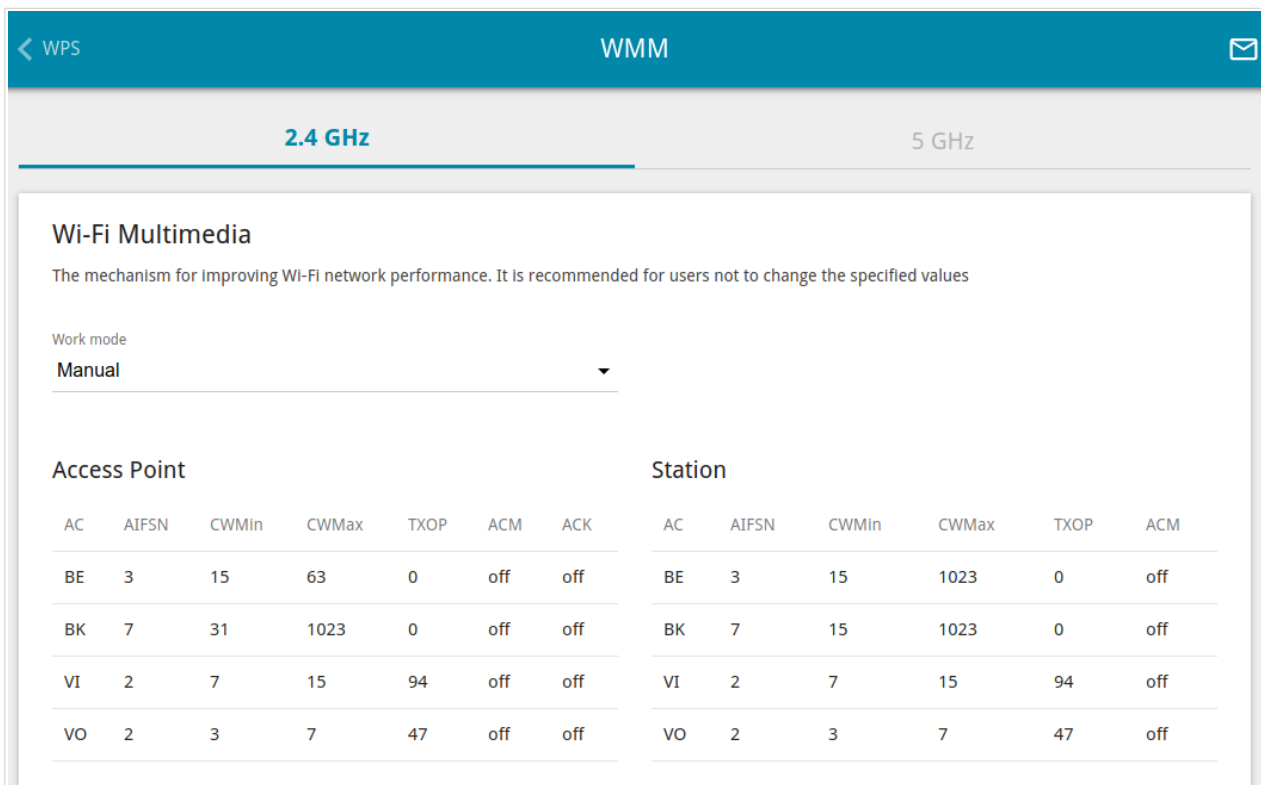 WPS
WMM
2.4 GHz
5 GHz
Wi-Fi Multimedia
The mechanism for improving Wi-Fi network performance. It is recommended for users not to change the specified values
Work mode
Manual
Access Point
AC AIFSN CWMin CWMax TXOP ACM ACK
BE 3 15 63 0 off off
BK 7 31 1023 0 off off
VI 2 7 15 94 off off
VO 2 3 7 47 off off
Station
AC AIFSN CWMin CWMax TXOP ACM
BE 3 15 1023 0 off
BK 7 15 1023 0 off
VI 2 7 15 94 off
VO 2 3 7 47 off